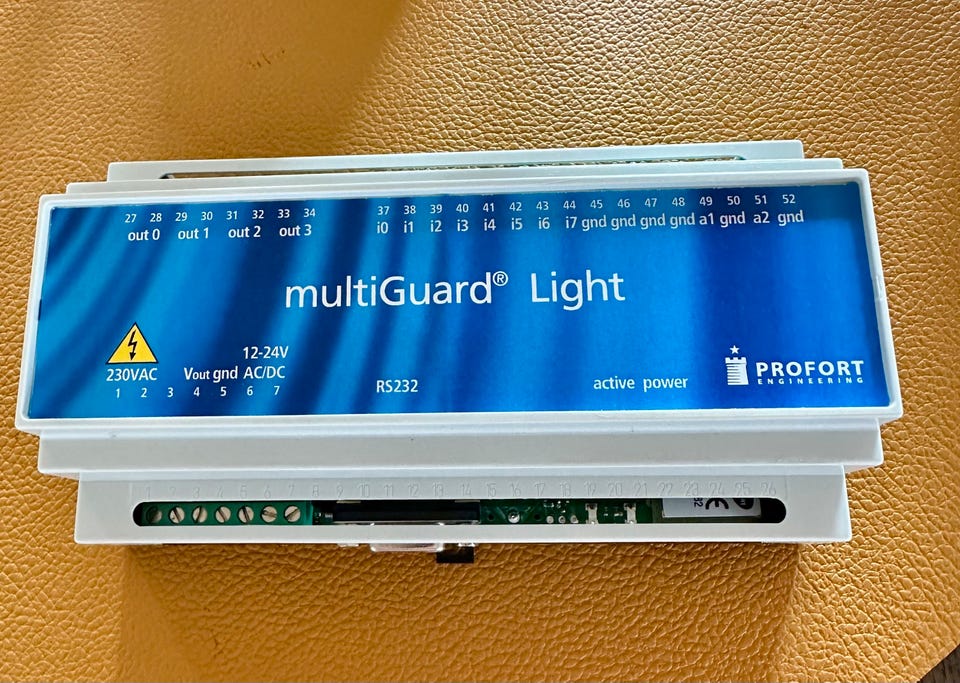 27 28 29 30 31 32 33 34 37 38 39 40 41 42 43 44 45 46 47 48 49 50 51 52
out 0 out 1 out 2 out 3 i0 i1 i2 i3 i4 i5 i6 i7 gnd gnd gnd gnd a1 gnd a2 gnd
multiGuard® Light
12-24V
230VAC Vout gnd AC/DC
1 2 3 4 5 6 7
RS232
active power
PROFORT
ENGINEERING
1 2 3 4 5 6 7 8 9 10 11 12 13 14 15 16 17 18 19 20 21 22 23 24 25 26
CE